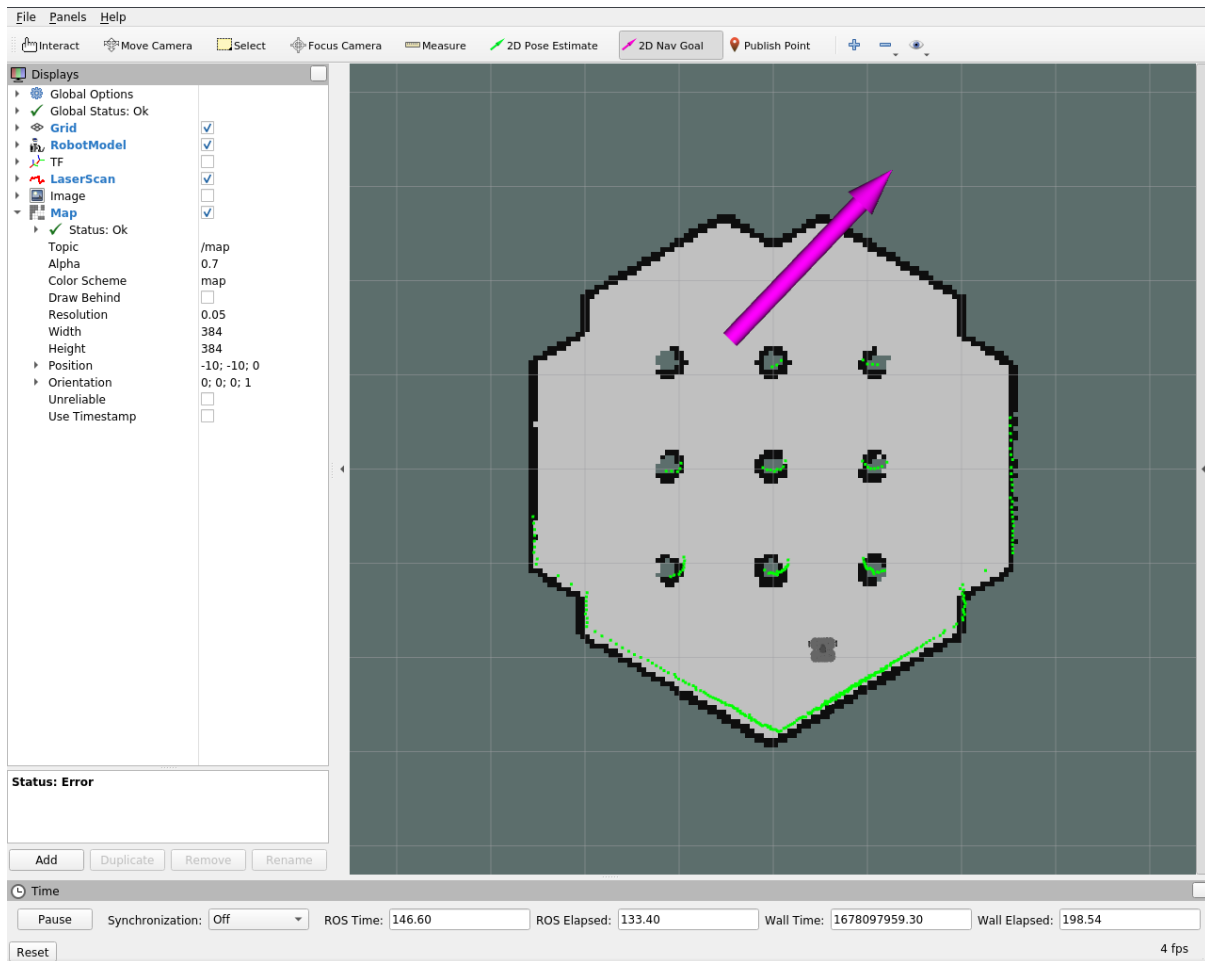 File Panels Help
Interact Move Camera Select Focus Camera Measure 2D Pose Estimate 2D Nav Goal Publish Point
Displays
Global Options
Global Status: Ok
Grid
RobotModel
TF
LaserScan
Image
Map
Status: Ok
Topic /map
Alpha 0.7
Color Scheme map
Draw Behind
Resolution 0.05
Width 384
Height 384
Position -10; -10; 0
Orientation 0; 0; 0; 1
Unreliable
Use Timestamp
Status: Error
Add Duplicate Remove Rename
Time
Pause Synchronization: Off ROS Time: 146.60 ROS Elapsed: 133.40 Wall Time: 1678097959.30 Wall Elapsed: 198.54
Reset 4 fps